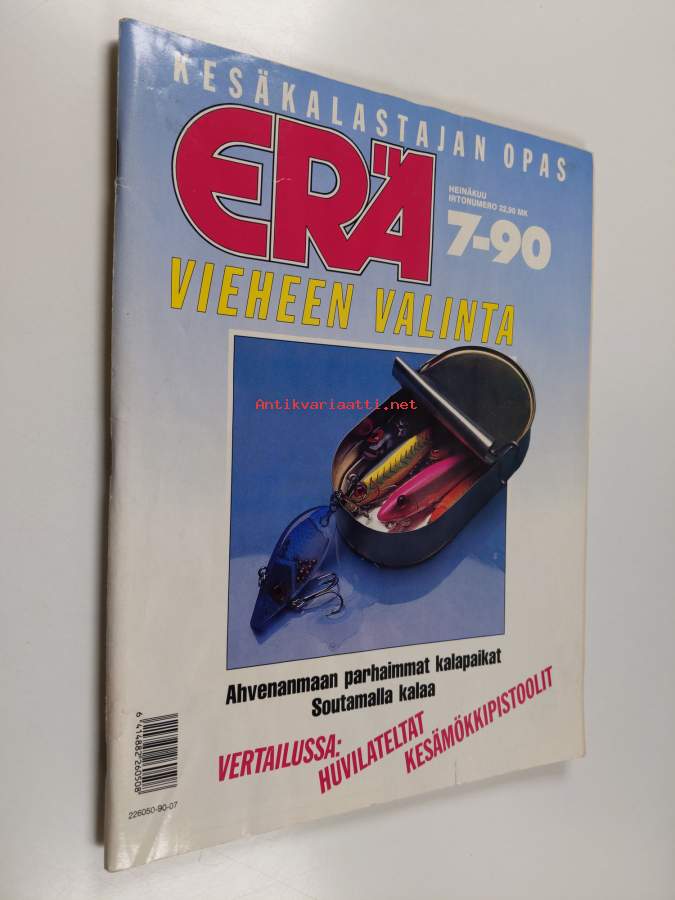 KESÄKALASTAJAN OPAS
ERÄ
HEINÄKUU
IRTONUMERO 22,90 MK
7-90
VIEHEEN VALINTA
Antikvariaatti.net
Ahvenanmaan parhaimmat kalapaikat
Soutamalla kalaa
VERTAILUSSA:
HUVILATELTAT
KESÄMÖKKIPISTOOLIT
6 414882 260508
226050-90-07